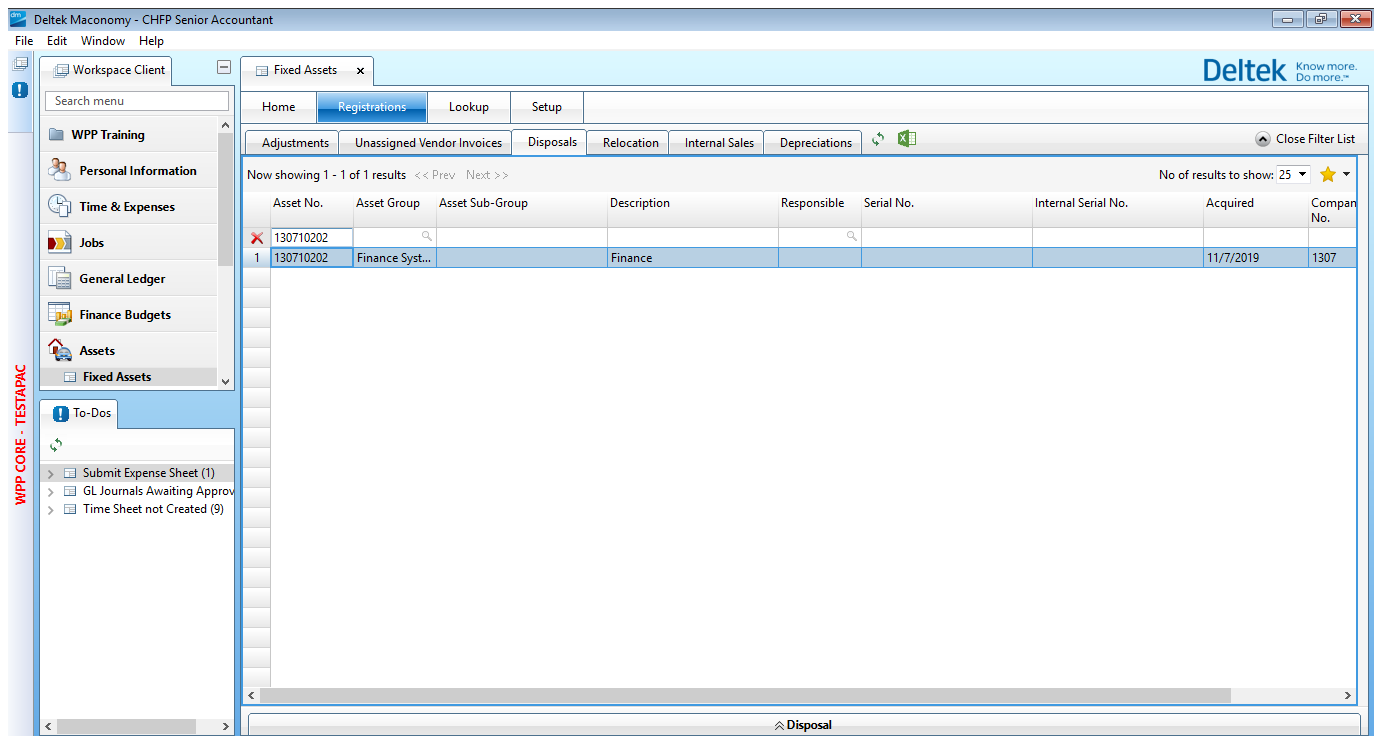 Deltek Maconomy - CHFP Senior Accountant
File Edit Window Help
Workspace Client
Fixed Assets
Deltek Know more. Do more.™
Search menu
Home Registrations Lookup Setup
WPP Training
Adjustments Unassigned Vendor Invoices Disposals Relocation Internal Sales Depreciations Close Filter List
Personal Information
Now showing 1 - 1 of 1 results << Prev Next >> No of results to show: 25
Time & Expenses
Asset No. Asset Group Asset Sub-Group Description Responsible Serial No. Internal Serial No. Acquired Compan No.
Jobs
130710202
1 130710202 Finance Syst... Finance 11/7/2019 1307
General Ledger
Finance Budgets
Assets
Fixed Assets
WPP CORE - TESTAPAC
To-Dos
Submit Expense Sheet (1)
GL Journals Awaiting Approv
Time Sheet not Created (9)
Disposal